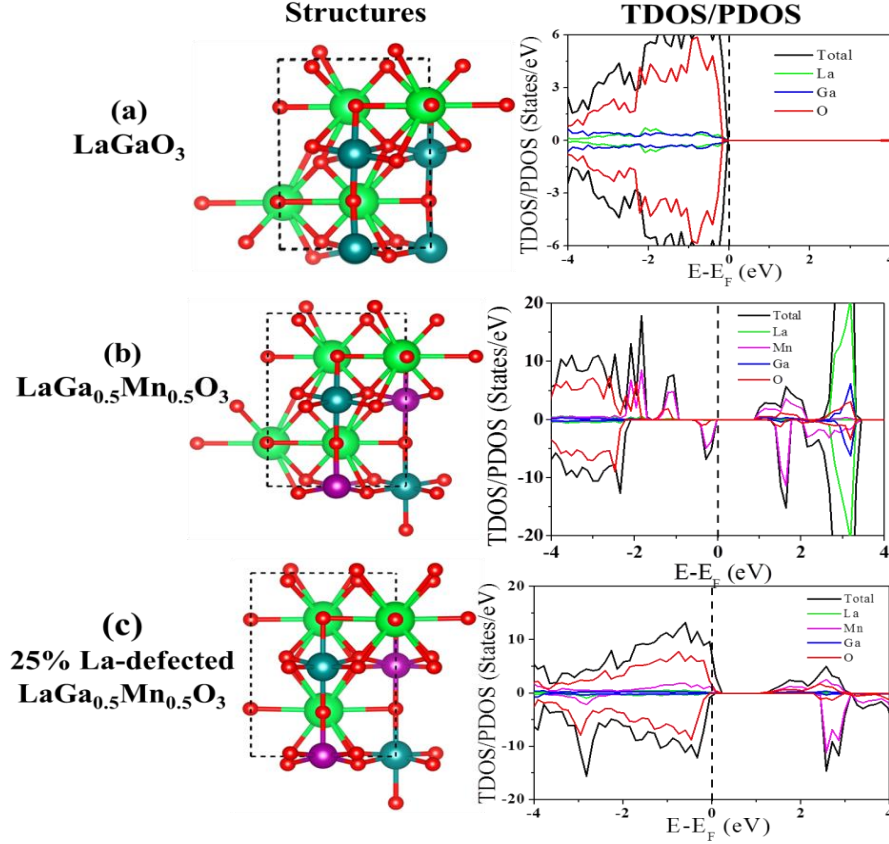 Structures
TDOS/PDOS
(a)
LaGaO₃
TDOS/PDOS (States/eV)
6
3
0
-3
-6
Total
La
Ga
O
-4
-2
0
2
4
E-E_F (eV)
(b)
LaGa₀.₅Mn₀.₅O₃
TDOS/PDOS (States/eV)
20
10
0
-10
-20
Total
La
Mn
Ga
O
-4
-2
0
2
4
E-E_F (eV)
(c)
25% La-defected
LaGa₀.₅Mn₀.₅O₃
TDOS/PDOS (States/eV)
20
10
0
-10
-20
Total
La
Mn
Ga
O
-4
-2
0
2
4
E-E_F (eV)